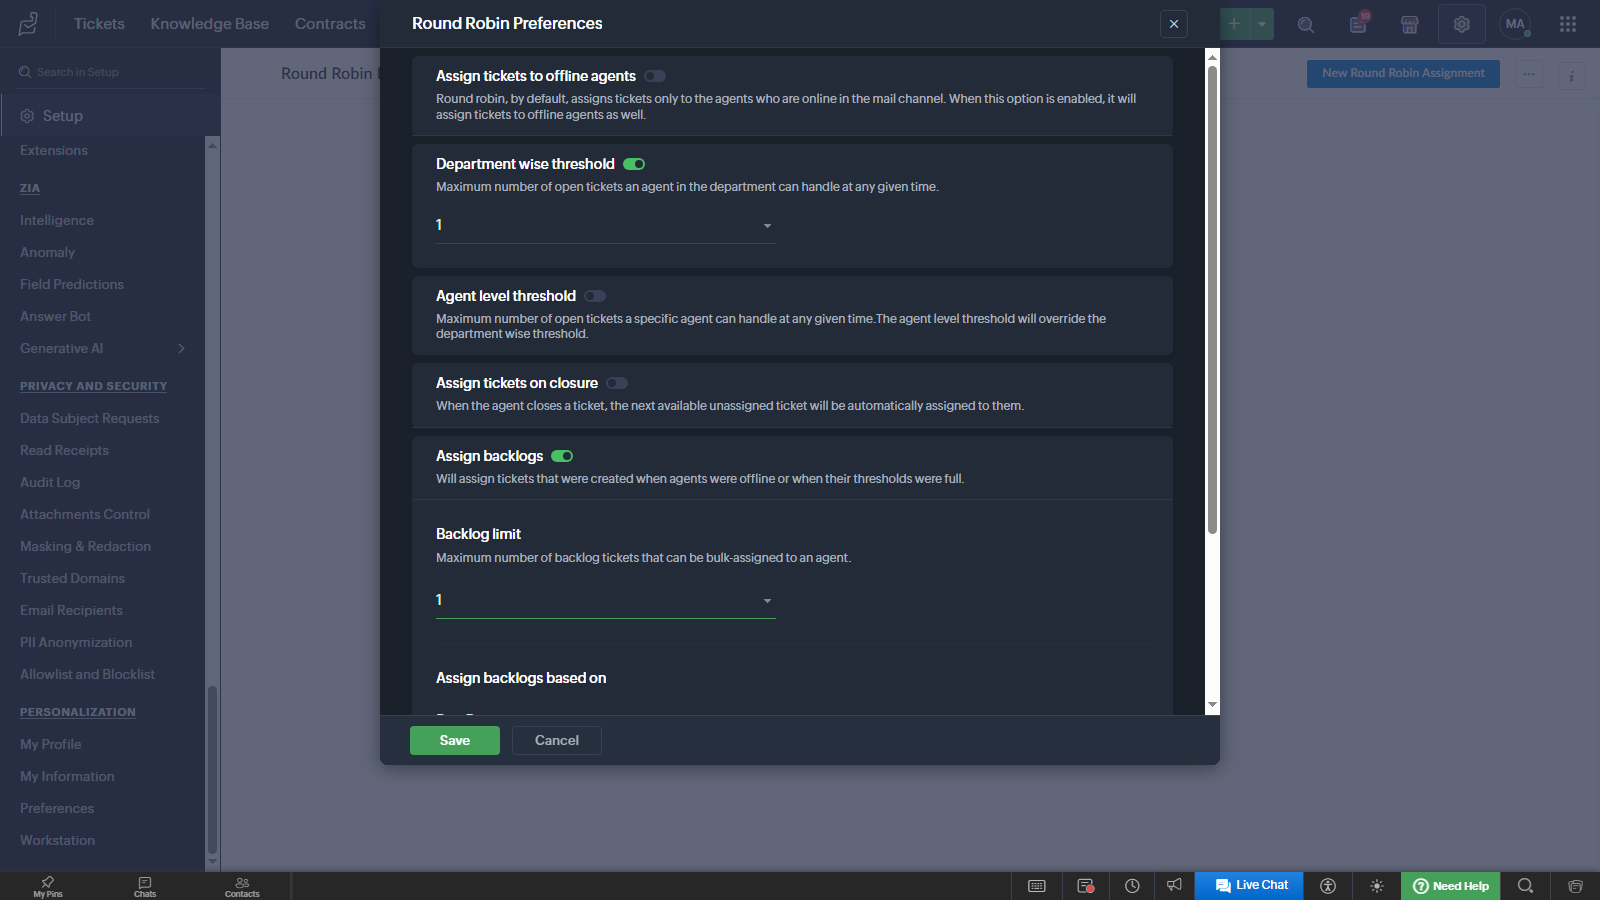 Tickets
Knowledge Base
Contracts
Round Robin Preferences
19
MA
Search in Setup
Round Robin
New Round Robin Assignment
Setup
Extensions
ZIA
Intelligence
Anomaly
Field Predictions
Answer Bot
Generative AI
PRIVACY AND SECURITY
Data Subject Requests
Read Receipts
Audit Log
Attachments Control
Masking & Redaction
Trusted Domains
Email Recipients
PII Anonymization
Allowlist and Blocklist
PERSONALIZATION
My Profile
My Information
Preferences
Workstation
Assign tickets to offline agents
Round robin, by default, assigns tickets only to the agents who are online in the mail channel. When this option is enabled, it will
assign tickets to offline agents as well.
Department wise threshold
Maximum number of open tickets an agent in the department can handle at any given time.
1
Agent level threshold
Maximum number of open tickets a specific agent can handle at any given time.The agent level threshold will override the
department wise threshold.
Assign tickets on closure
When the agent closes a ticket, the next available unassigned ticket will be automatically assigned to them.
Assign backlogs
Will assign tickets that were created when agents were offline or when their thresholds were full.
Backlog limit
Maximum number of backlog tickets that can be bulk-assigned to an agent.
1
Assign backlogs based on
Save
Cancel
My Pins
Chats
Contacts
Live Chat
Need Help